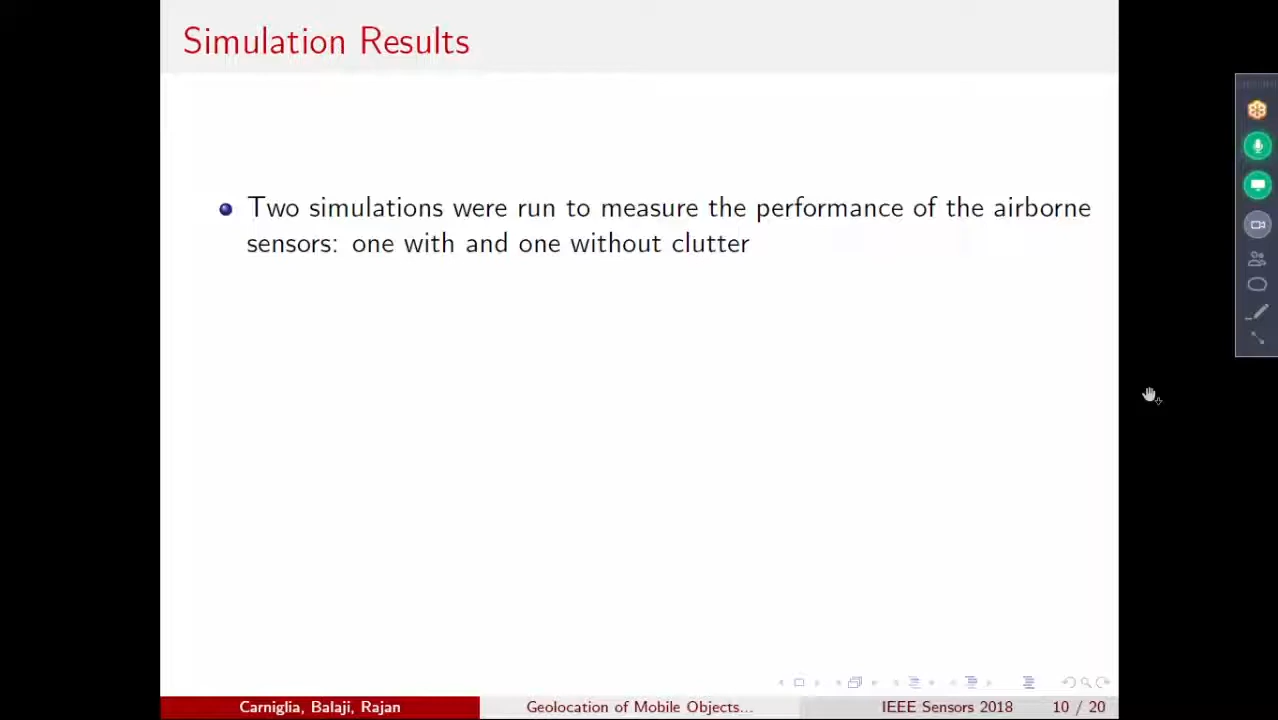 Simulation Results
Two simulations were run to measure the performance of the airborne
sensors: one with and one without clutter
Carniglia, Balaji, Rajan
Geolocation of Mobile Objects...
IEEE Sensors 2018
10 / 20